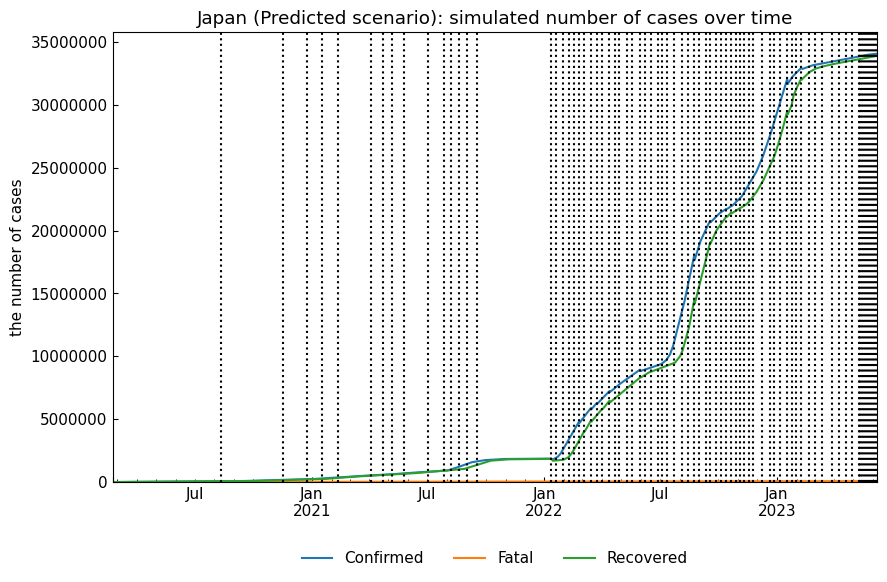 Japan (Predicted scenario): simulated number of cases over time
the number of cases
35000000
30000000
25000000
20000000
15000000
10000000
5000000
0
Jul
Jan
2021
Jul
Jan
2022
Jul
Jan
2023
Confirmed
Fatal
Recovered